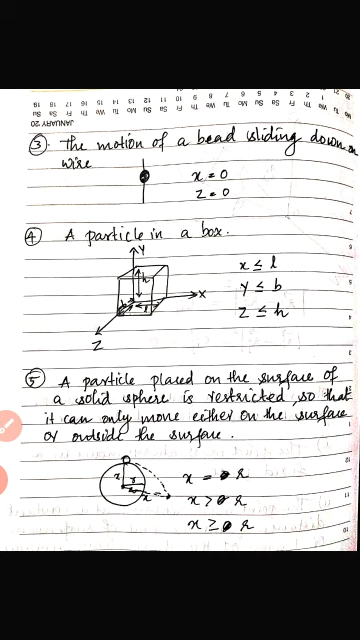 JANUARY 20
③. The motion of a bead sliding down on
wire
x = 0
z = 0
④ A particle in a box.
Y
h
X
Z
x ≤ l
y ≤ b
z ≤ h
⑤ A particle placed on the surface of
a solid sphere is restricted, so that
it can only move either on the surface
or outside the surface.
x = R
x > R
x ≥ R